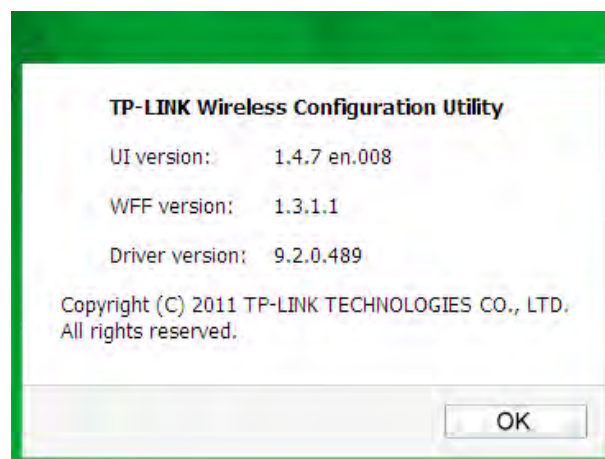 TP-LINK Wireless Configuration Utility
UI version: 1.4.7 en.008
WFF version: 1.3.1.1
Driver version: 9.2.0.489
Copyright (C) 2011 TP-LINK TECHNOLOGIES CO., LTD.
All rights reserved.
OK